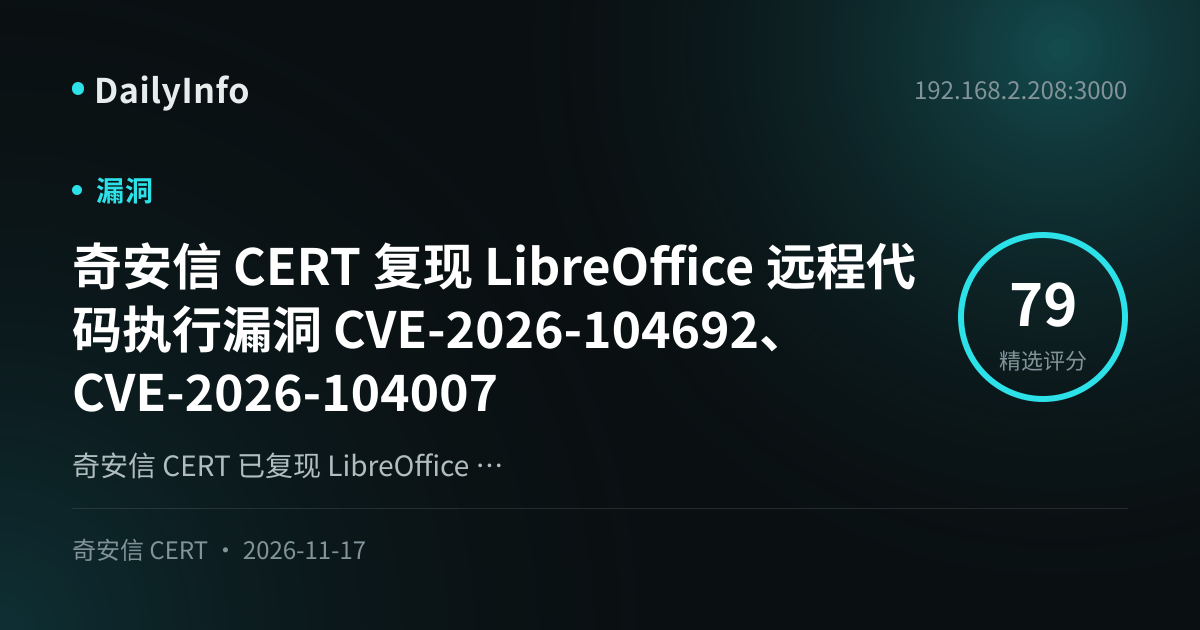 DailyInfo
192.168.2.208:3000
漏洞
奇安信 CERT 复现 LibreOffice 远程代
码执行漏洞 CVE-2026-104692、
CVE-2026-104007
79
精选评分
奇安信 CERT 已复现 LibreOffice …
奇安信 CERT · 2026-11-17